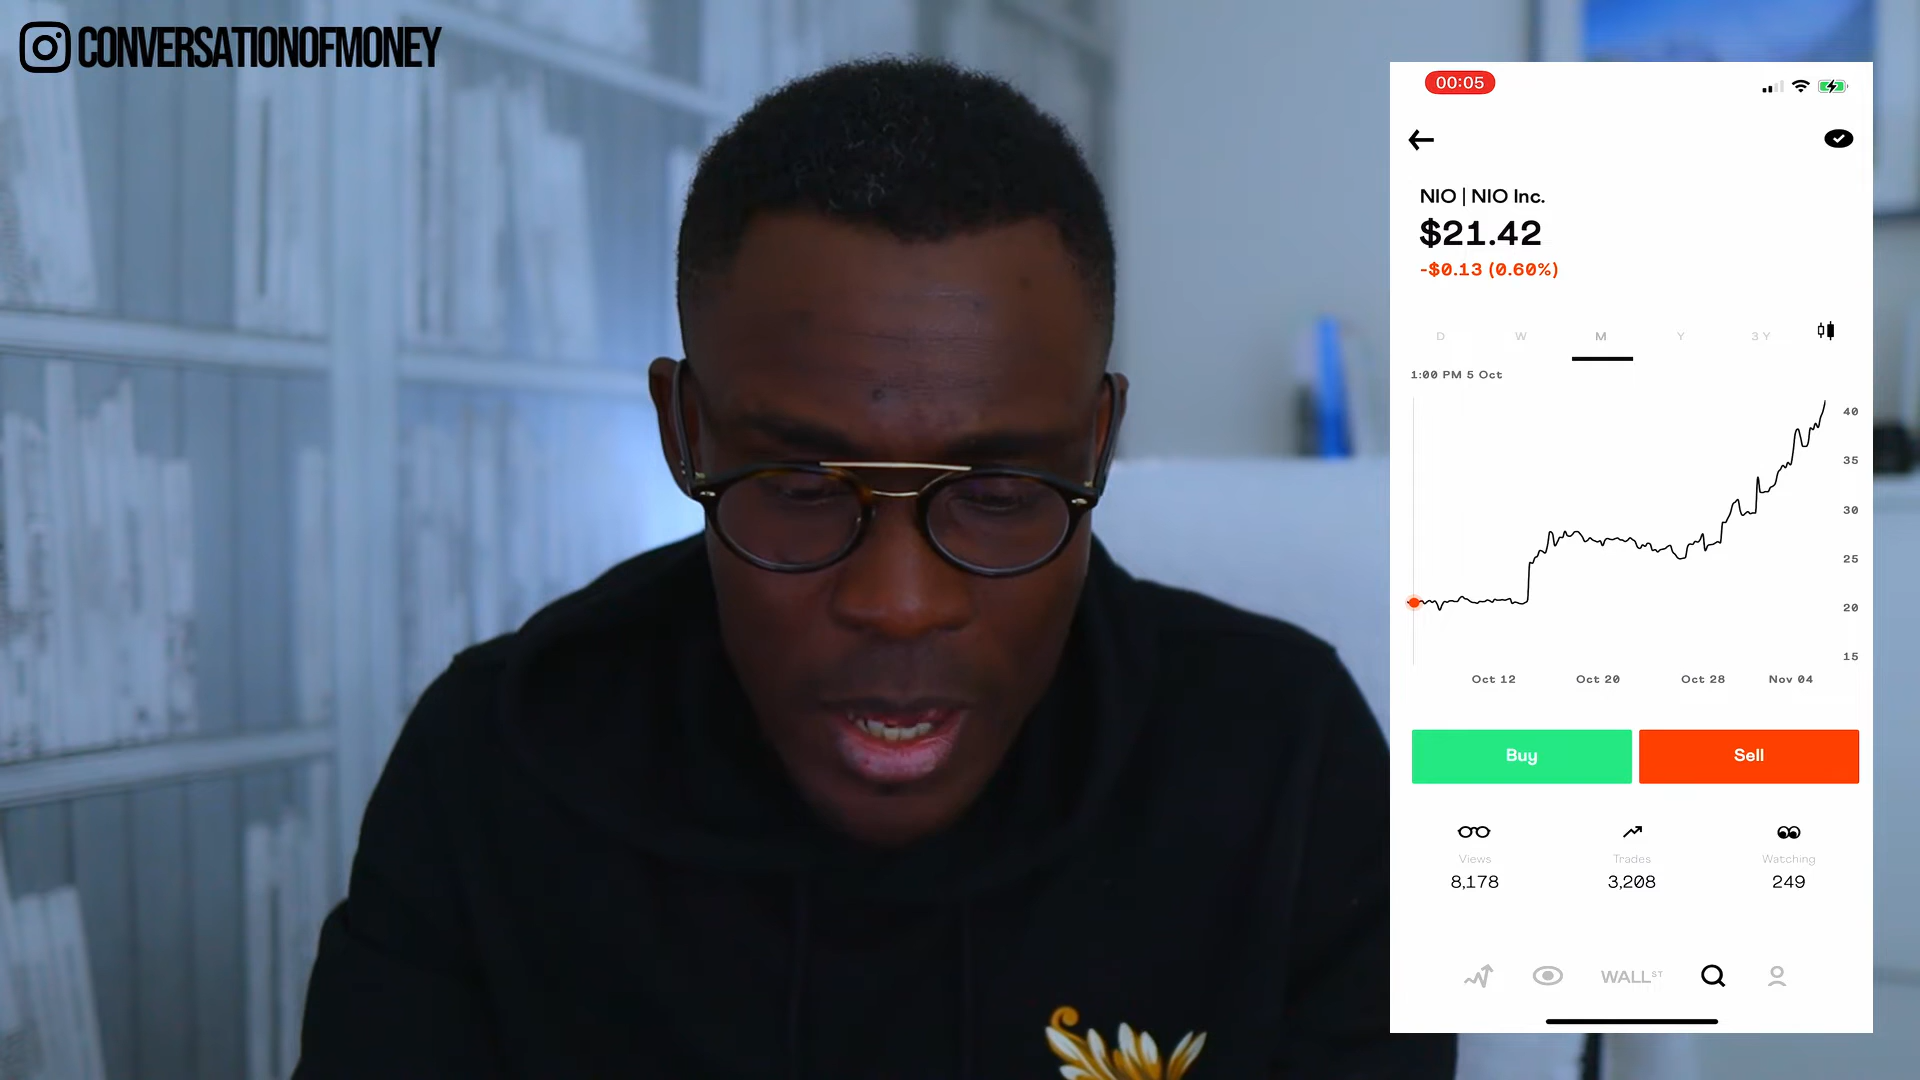 CONVERSATIONOFMONEY
00:05
NIO | NIO Inc.
$21.42
-$0.13 (0.60%)
D W M Y 3Y
1:00 PM 5 Oct
40
35
30
25
20
15
Oct 12 Oct 20 Oct 28 Nov 04
Buy Sell
Views Trades Watching
8,178 3,208 249
WALL ST